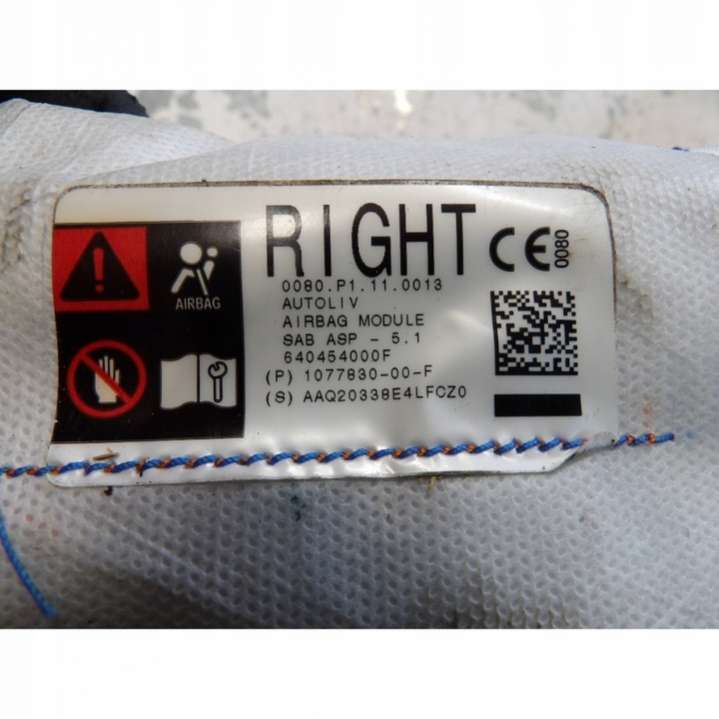 RIGHT CE 0080
0080.P1.11.0013
AUTOLIV
AIRBAG MODULE
SAB ASP - 5.1
640454000F
(P) 1077830-00-F
(S) AAQ20338E4LFCZ0
AIRBAG